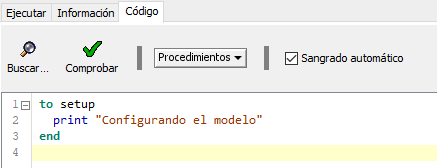 Ejecutar Información Código
Buscar... Comprobar Procedimientos Sangrado automático
1 to setup
2 print "Configurando el modelo"
3 end
4